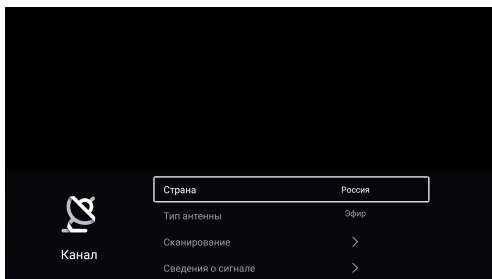 Страна Россия
Тип антенны Эфир
Сканирование
Канал
Сведения о сигнале